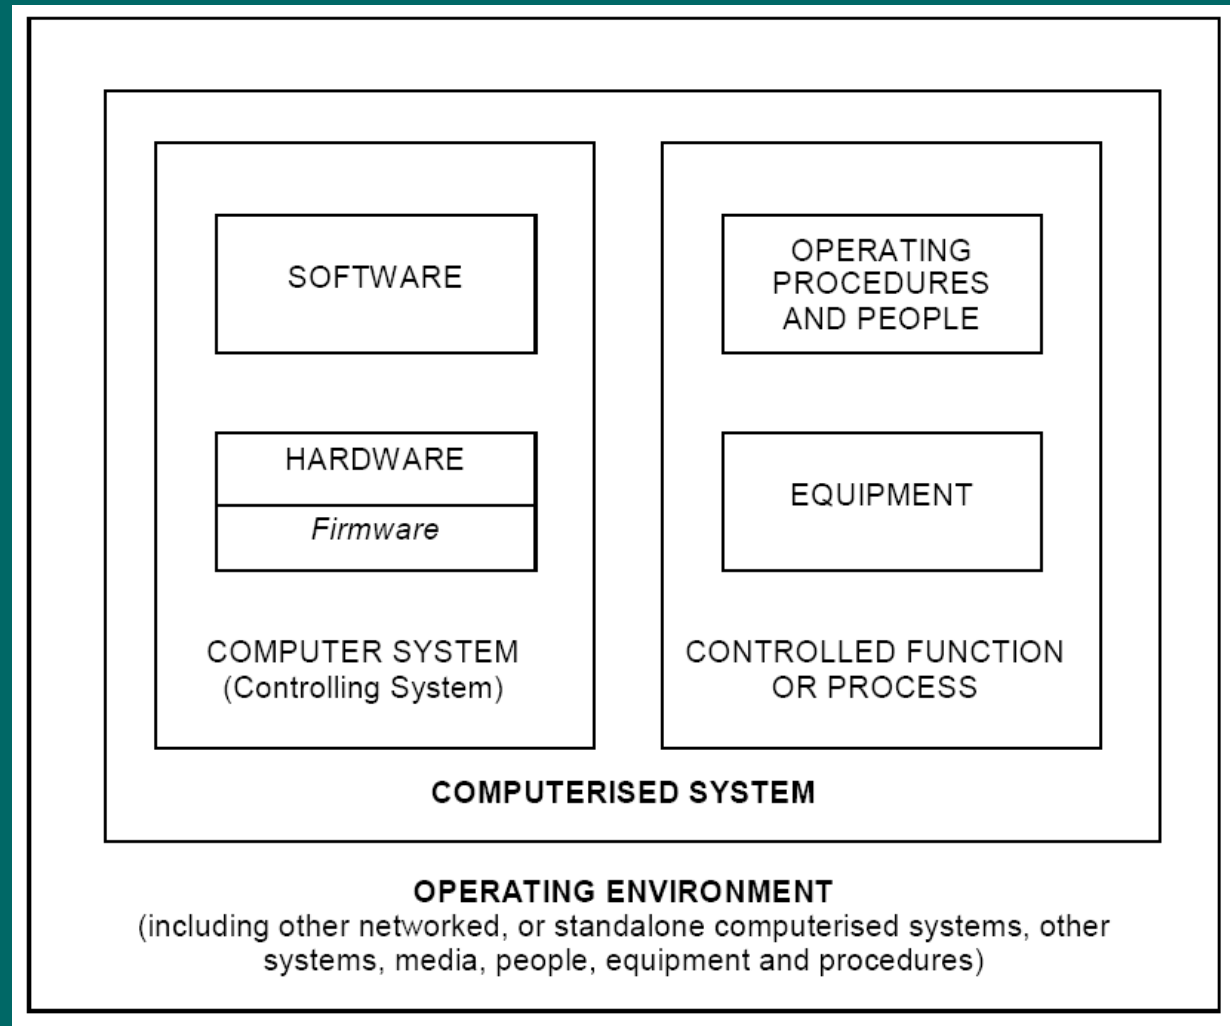 SOFTWARE
HARDWARE
Firmware
COMPUTER SYSTEM
(Controlling System)
OPERATING
PROCEDURES
AND PEOPLE
EQUIPMENT
CONTROLLED FUNCTION
OR PROCESS
COMPUTERISED SYSTEM
OPERATING ENVIRONMENT
(including other networked, or standalone computerised systems, other
systems, media, people, equipment and procedures)